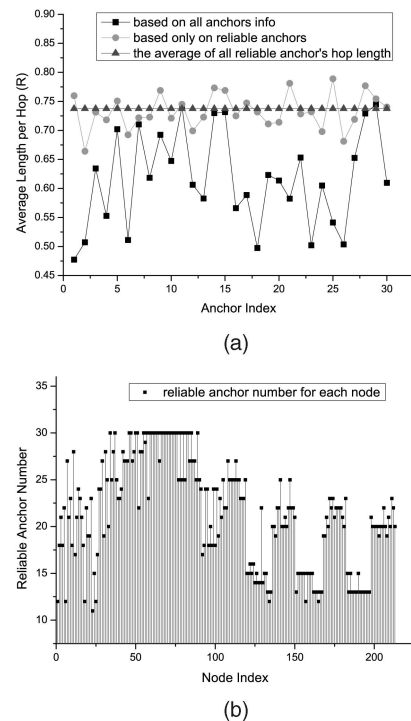 based on all anchors info
based only on reliable anchors
the average of all reliable anchor's hop length
Average Length per Hop (R)
0.90
0.85
0.80
0.75
0.70
0.65
0.60
0.55
0.50
0.45
0 5 10 15 20 25 30
Anchor Index
(a)
reliable anchor number for each node
Reliable Anchor Number
35
30
25
20
15
10
0 50 100 150 200
Node Index
(b)